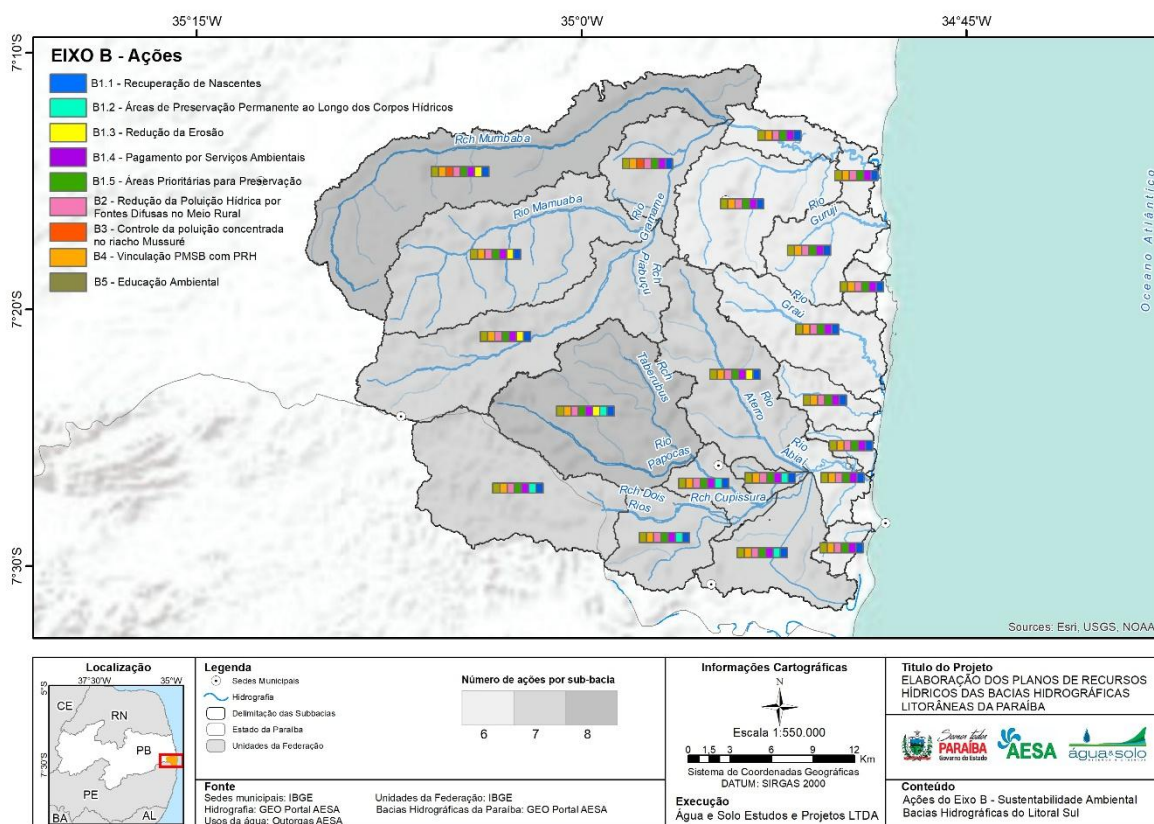 35°15'W
35°0'W
34°45'W
7°10'S
7°20'S
7°30'S
EIXO B - Ações
B1.1 - Recuperação de Nascentes
B1.2 - Áreas de Preservação Permanente ao Longo dos Corpos Hídricos
B1.3 - Redução da Erosão
B1.4 - Pagamento por Serviços Ambientais
B1.5 - Áreas Prioritárias para Preservação
B2 - Redução da Poluição Hídrica por
Fontes Difusas no Meio Rural
B3 - Controle da poluição concentrada
no riacho Mussuré
B4 - Vinculação PMSB com PRH
B5 - Educação Ambiental
Rch Mumbaba
Rio Mamuaba
Rio
Gramame
Rch
Piabuçu
Rio
Gurují
Rio
Graú
Rch
Taberubus
Rio
Aterro
Rio
Abiaí
Rio
Papocas
Rch Dois
Rios
Rch Cupissura
Oceano Atlântico
Sources: Esri, USGS, NOAA
Localização
37°30'W
35°W
5°S
7°30'S
CE
RN
PB
PE
BA
AL
Legenda
Sedes Municipais
Hidrografia
Delimitação das Subbacias
Estado da Paraíba
Unidades da Federação
Número de ações por sub-bacia
6 7 8
Fonte
Sedes municipais: IBGE
Hidrografia: GEO Portal AESA
Usos da água: Outorgas AESA
Unidades da Federação: IBGE
Bacias Hidrográficas da Paraíba: GEO Portal AESA
Informações Cartográficas
N
Escala 1:550.000
0 1,5 3 6 9 12
Km
Sistema de Coordenadas Geográficas
DATUM: SIRGAS 2000
Execução
Água e Solo Estudos e Projetos LTDA
Titulo do Projeto
ELABORAÇÃO DOS PLANOS DE RECURSOS
HÍDRICOS DAS BACIAS HIDROGRÁFICAS
LITORÂNEAS DA PARAÍBA
Somos todos
PARAÍBA
Governo do Estado
AESA
água&solo
Conteúdo
Ações do Eixo B - Sustentabilidade Ambiental
Bacias Hidrográficas do Litoral Sul